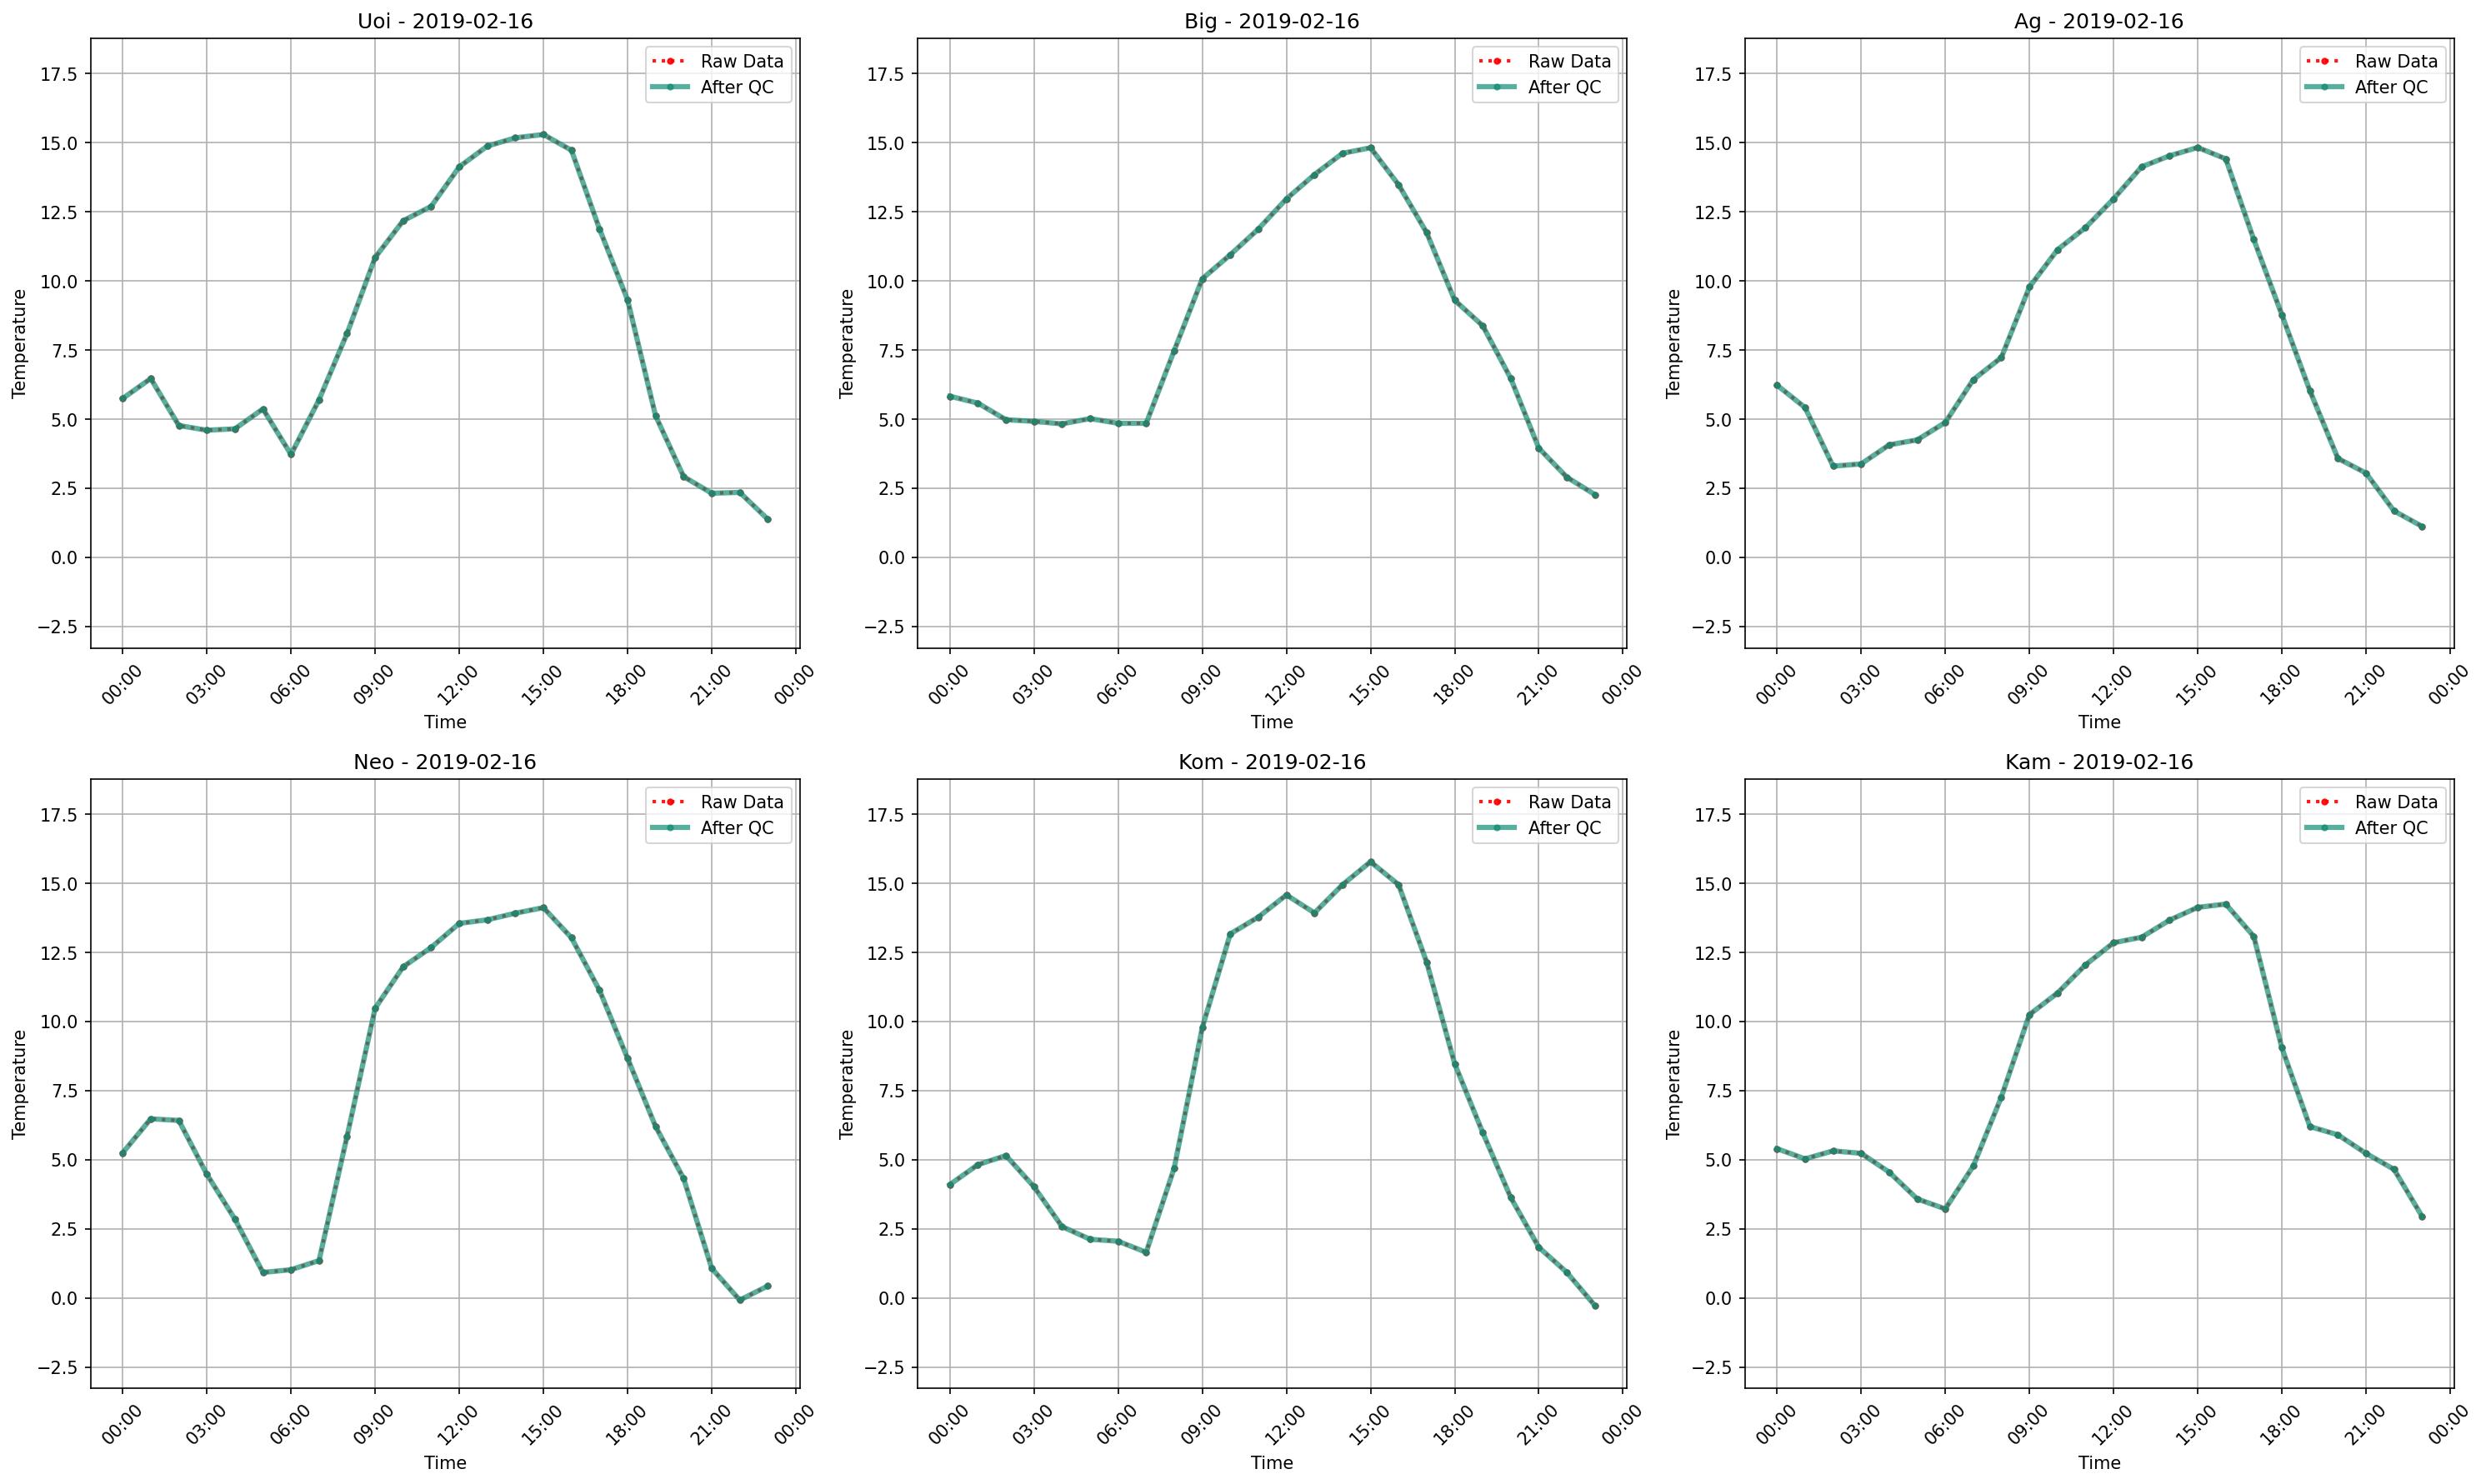 Uoi - 2019-02-16
Raw Data
After QC
Temperature
17.5
15.0
12.5
10.0
7.5
5.0
2.5
0.0
−2.5
00:00 03:00 06:00 09:00 12:00 15:00 18:00 21:00 00:00
Time
Big - 2019-02-16
Raw Data
After QC
Temperature
17.5
15.0
12.5
10.0
7.5
5.0
2.5
0.0
−2.5
00:00 03:00 06:00 09:00 12:00 15:00 18:00 21:00 00:00
Time
Ag - 2019-02-16
Raw Data
After QC
Temperature
17.5
15.0
12.5
10.0
7.5
5.0
2.5
0.0
−2.5
00:00 03:00 06:00 09:00 12:00 15:00 18:00 21:00 00:00
Time
Neo - 2019-02-16
Raw Data
After QC
Temperature
17.5
15.0
12.5
10.0
7.5
5.0
2.5
0.0
−2.5
00:00 03:00 06:00 09:00 12:00 15:00 18:00 21:00 00:00
Time
Kom - 2019-02-16
Raw Data
After QC
Temperature
17.5
15.0
12.5
10.0
7.5
5.0
2.5
0.0
−2.5
00:00 03:00 06:00 09:00 12:00 15:00 18:00 21:00 00:00
Time
Kam - 2019-02-16
Raw Data
After QC
Temperature
17.5
15.0
12.5
10.0
7.5
5.0
2.5
0.0
−2.5
00:00 03:00 06:00 09:00 12:00 15:00 18:00 21:00 00:00
Time